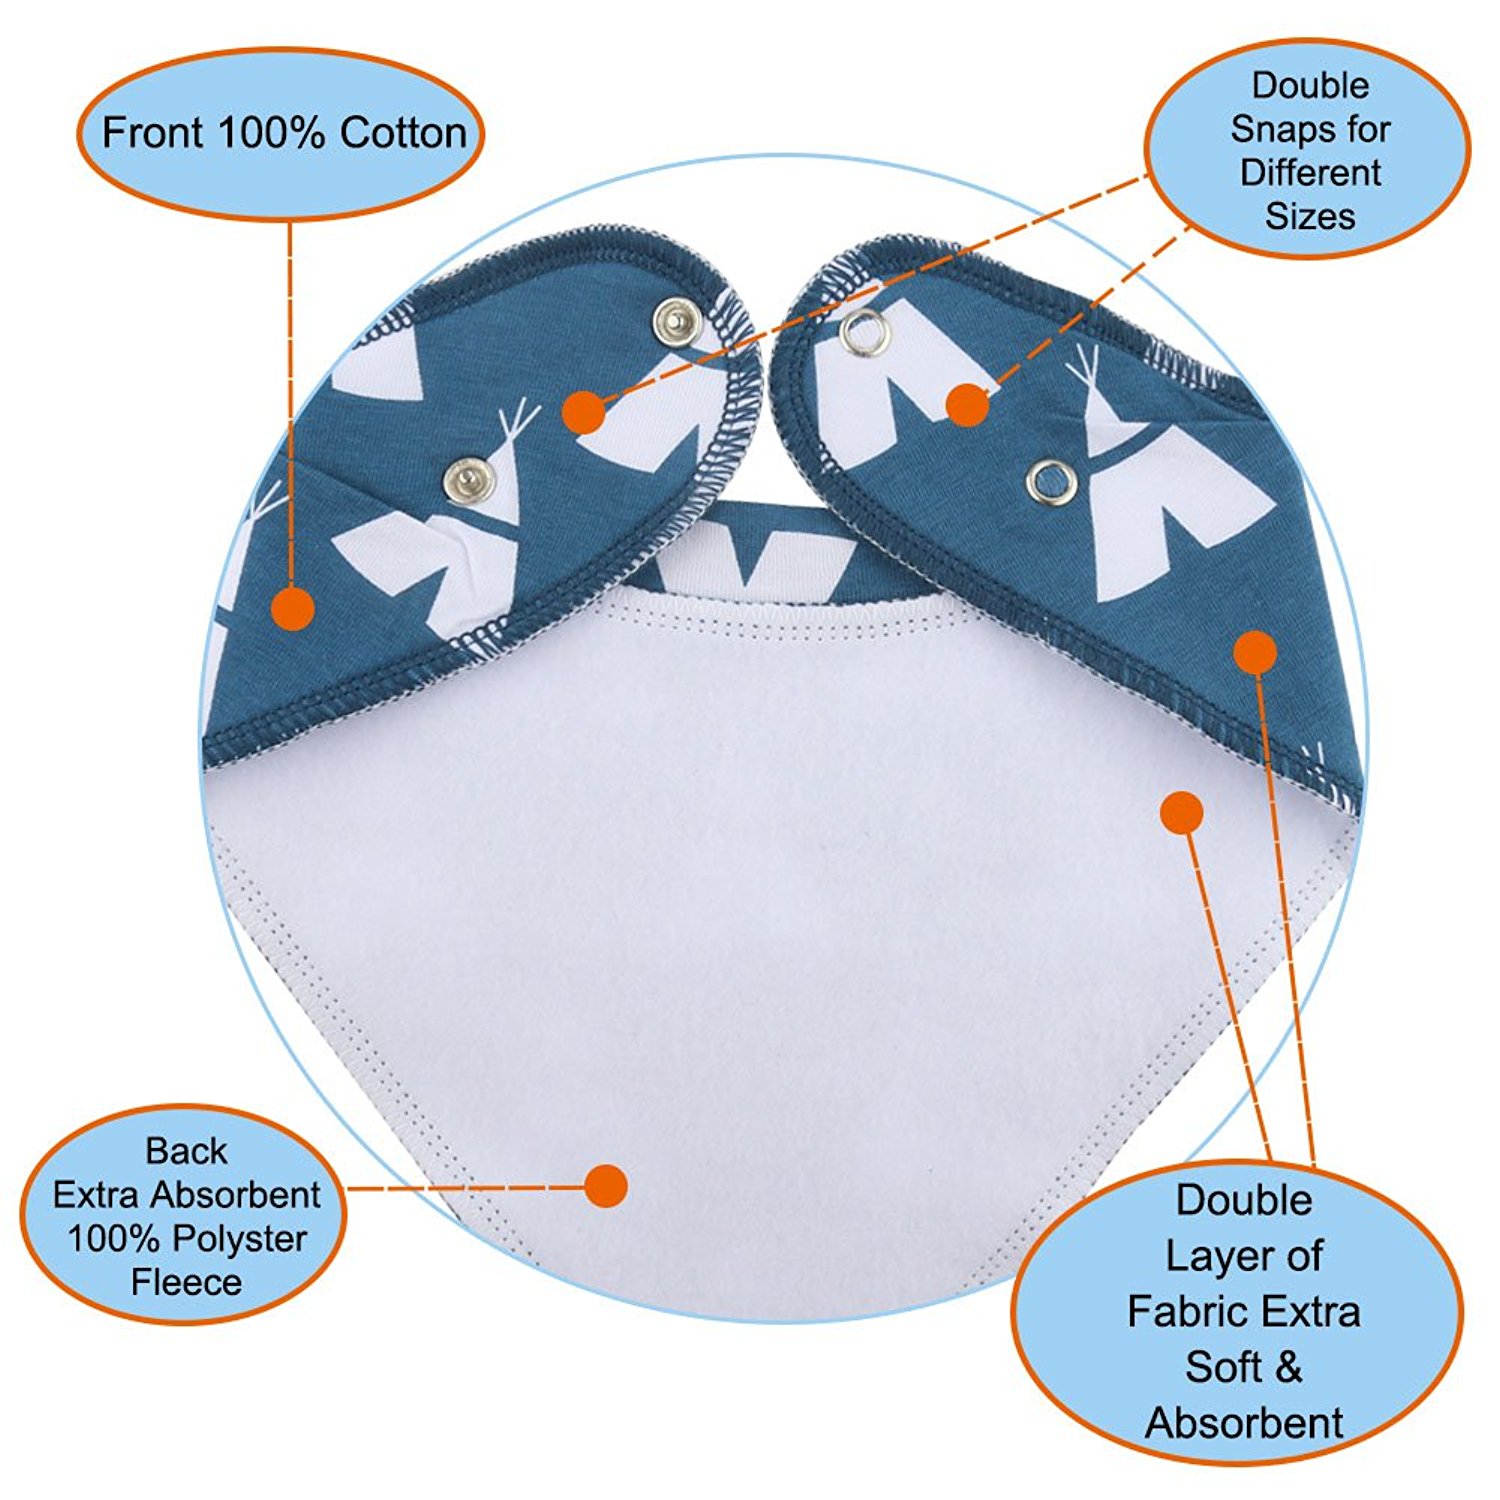 Front 100% Cotton
Double
Snaps for
Different
Sizes
Back
Extra Absorbent
100% Polyster
Fleece
Double
Layer of
Fabric Extra
Soft &
Absorbent